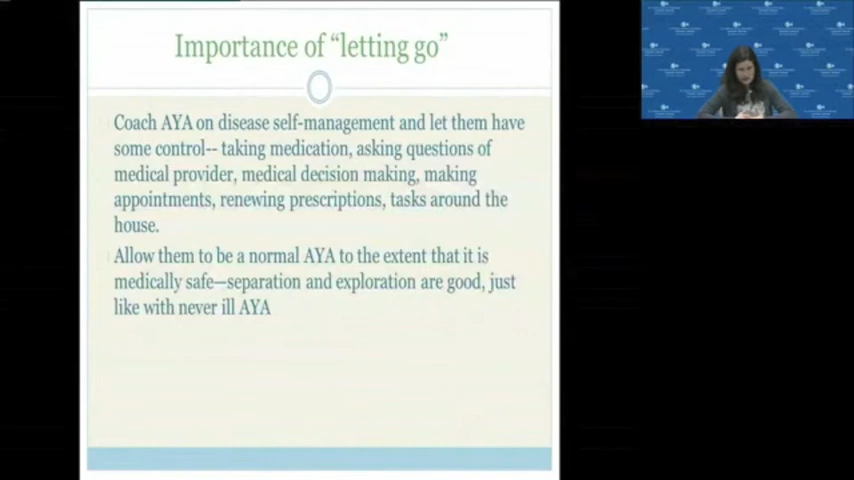 Importance of “letting go”
Coach AYA on disease self-management and let them have
some control-- taking medication, asking questions of
medical provider, medical decision making, making
appointments, renewing prescriptions, tasks around the
house.
Allow them to be a normal AYA to the extent that it is
medically safe—separation and exploration are good, just
like with never ill AYA